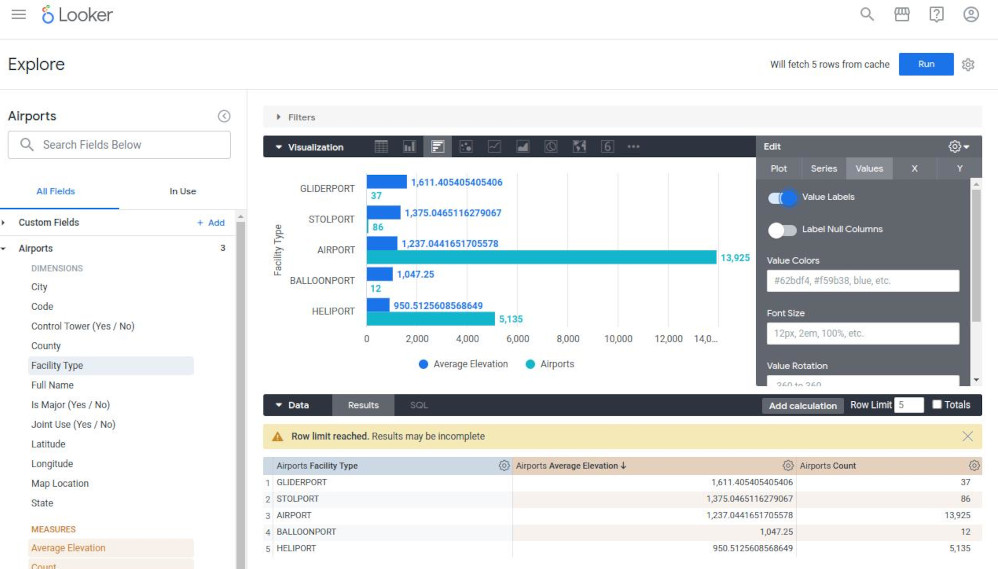 Looker
Explore
Will fetch 5 rows from cache
Run
Airports
Search Fields Below
All Fields
In Use
Custom Fields
+ Add
Airports
3
DIMENSIONS
City
Code
Control Tower (Yes / No)
County
Facility Type
Full Name
Is Major (Yes / No)
Joint Use (Yes / No)
Latitude
Longitude
Map Location
State
MEASURES
Average Elevation
Count
Filters
Visualization
6
Edit
Plot Series Values X Y
Value Labels
Label Null Columns
Value Colors
#62bdf4, #f59b38, blue, etc.
Font Size
12px, 2em, 100%, etc.
Value Rotation
-360 to 360
Facility Type
GLIDERPORT
1,611.405405405406
37
STOLPORT
1,375.0465116279067
86
AIRPORT
1,237.0441651705578
13,925
BALLOONPORT
1,047.25
12
HELIPORT
950.5125608568649
5,135
0 2,000 4,000 6,000 8,000 10,000 12,000 14,0...
Average Elevation Airports
Data Results SQL
Add calculation Row Limit 5 Totals
Row limit reached. Results may be incomplete
Airports Facility Type Airports Average Elevation ↓ Airports Count
1 GLIDERPORT 1,611.405405405406 37
2 STOLPORT 1,375.0465116279067 86
3 AIRPORT 1,237.0441651705578 13,925
4 BALLOONPORT 1,047.25 12
5 HELIPORT 950.5125608568649 5,135